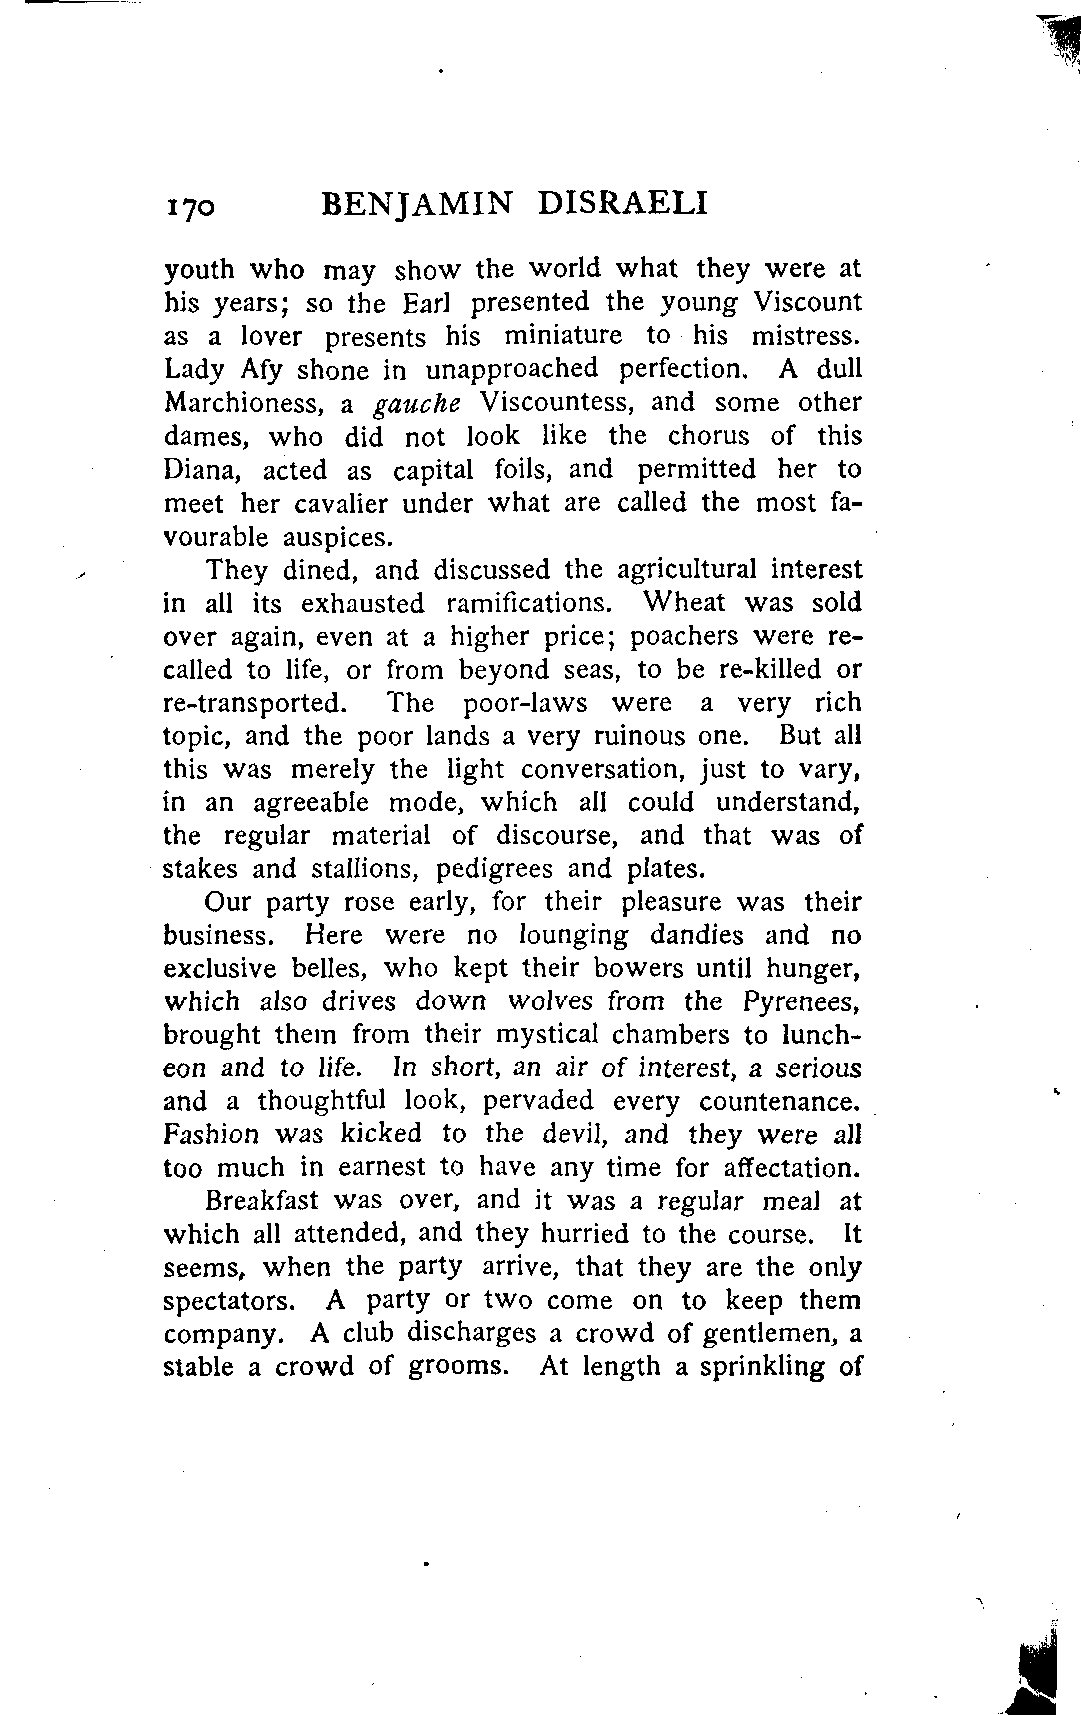 170 BENJAMIN DISRAELI
youth who may show the world what they were at
his years; so the Earl presented the young Viscount
as a lover presents his miniature to his mistress.
Lady Afy shone in unapproached perfection. A dull
Marchioness, a gauche Viscountess, and some other
dames, who did not look like the chorus of this
Diana, acted as capital foils, and permitted her to
meet her cavalier under what are called the most fa-
vourable auspices.
They dined, and discussed the agricultural interest
in all its exhausted ramifications. Wheat was sold
over again, even at a higher price; poachers were re-
called to life, or from beyond seas, to be re-killed or
re-transported. The poor-laws were a very rich
topic, and the poor lands a very ruinous one. But all
this was merely the light conversation, just to vary,
in an agreeable mode, which all could understand,
the regular material of discourse, and that was of
stakes and stallions, pedigrees and plates.
Our party rose early, for their pleasure was their
business. Here were no lounging dandies and no
exclusive belles, who kept their bowers until hunger,
which also drives down wolves from the Pyrenees,
brought them from their mystical chambers to lunch-
eon and to life. In short, an air of interest, a serious
and a thoughtful look, pervaded every countenance.
Fashion was kicked to the devil, and they were all
too much in earnest to have any time for affectation.
Breakfast was over, and it was a regular meal at
which all attended, and they hurried to the course. It
seems, when the party arrive, that they are the only
spectators. A party or two come on to keep them
company. A club discharges a crowd of gentlemen, a
stable a crowd of grooms. At length a sprinkling of